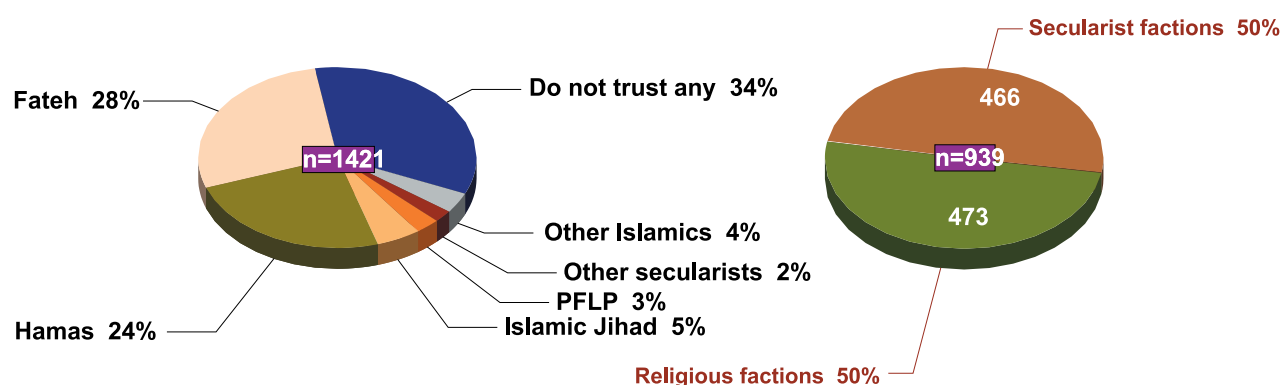 Secularist factions 50%
Fateh 28%
Do not trust any 34%
466
n=1421
n=939
473
Other Islamics 4%
Other secularists 2%
PFLP 3%
Hamas 24%
Islamic Jihad 5%
Religious factions 50%